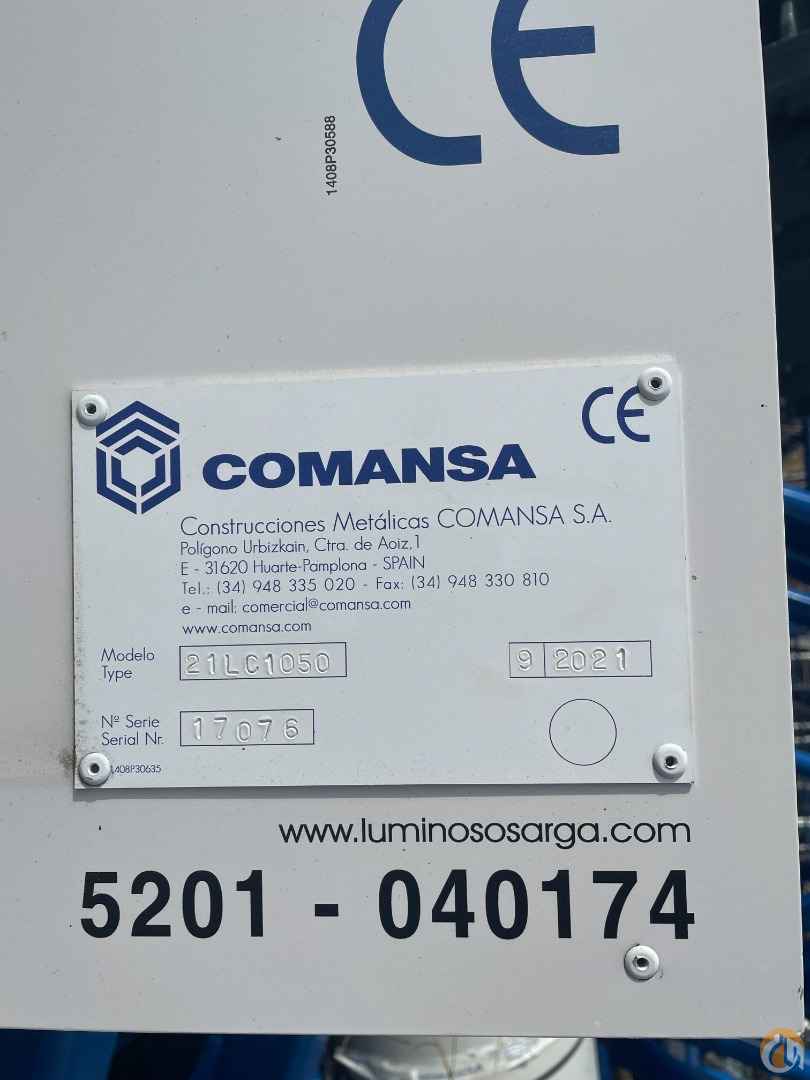 CE
1408P30588
CE
COMANSA
Construcciones Metálicas COMANSA S.A.
Polígono Urbizkain, Ctra. de Aoiz,1
E - 31620 Huarte-Pamplona - SPAIN
Tel.: (34) 948 335 020 - Fax: (34) 948 330 810
e - mail: comercial@comansa.com
www.comansa.com
Modelo
Type
21LC1050
9 2021
Nº Serie
Serial Nr.
17076
1408P30635
www.luminososarga.com
5201 - 040174